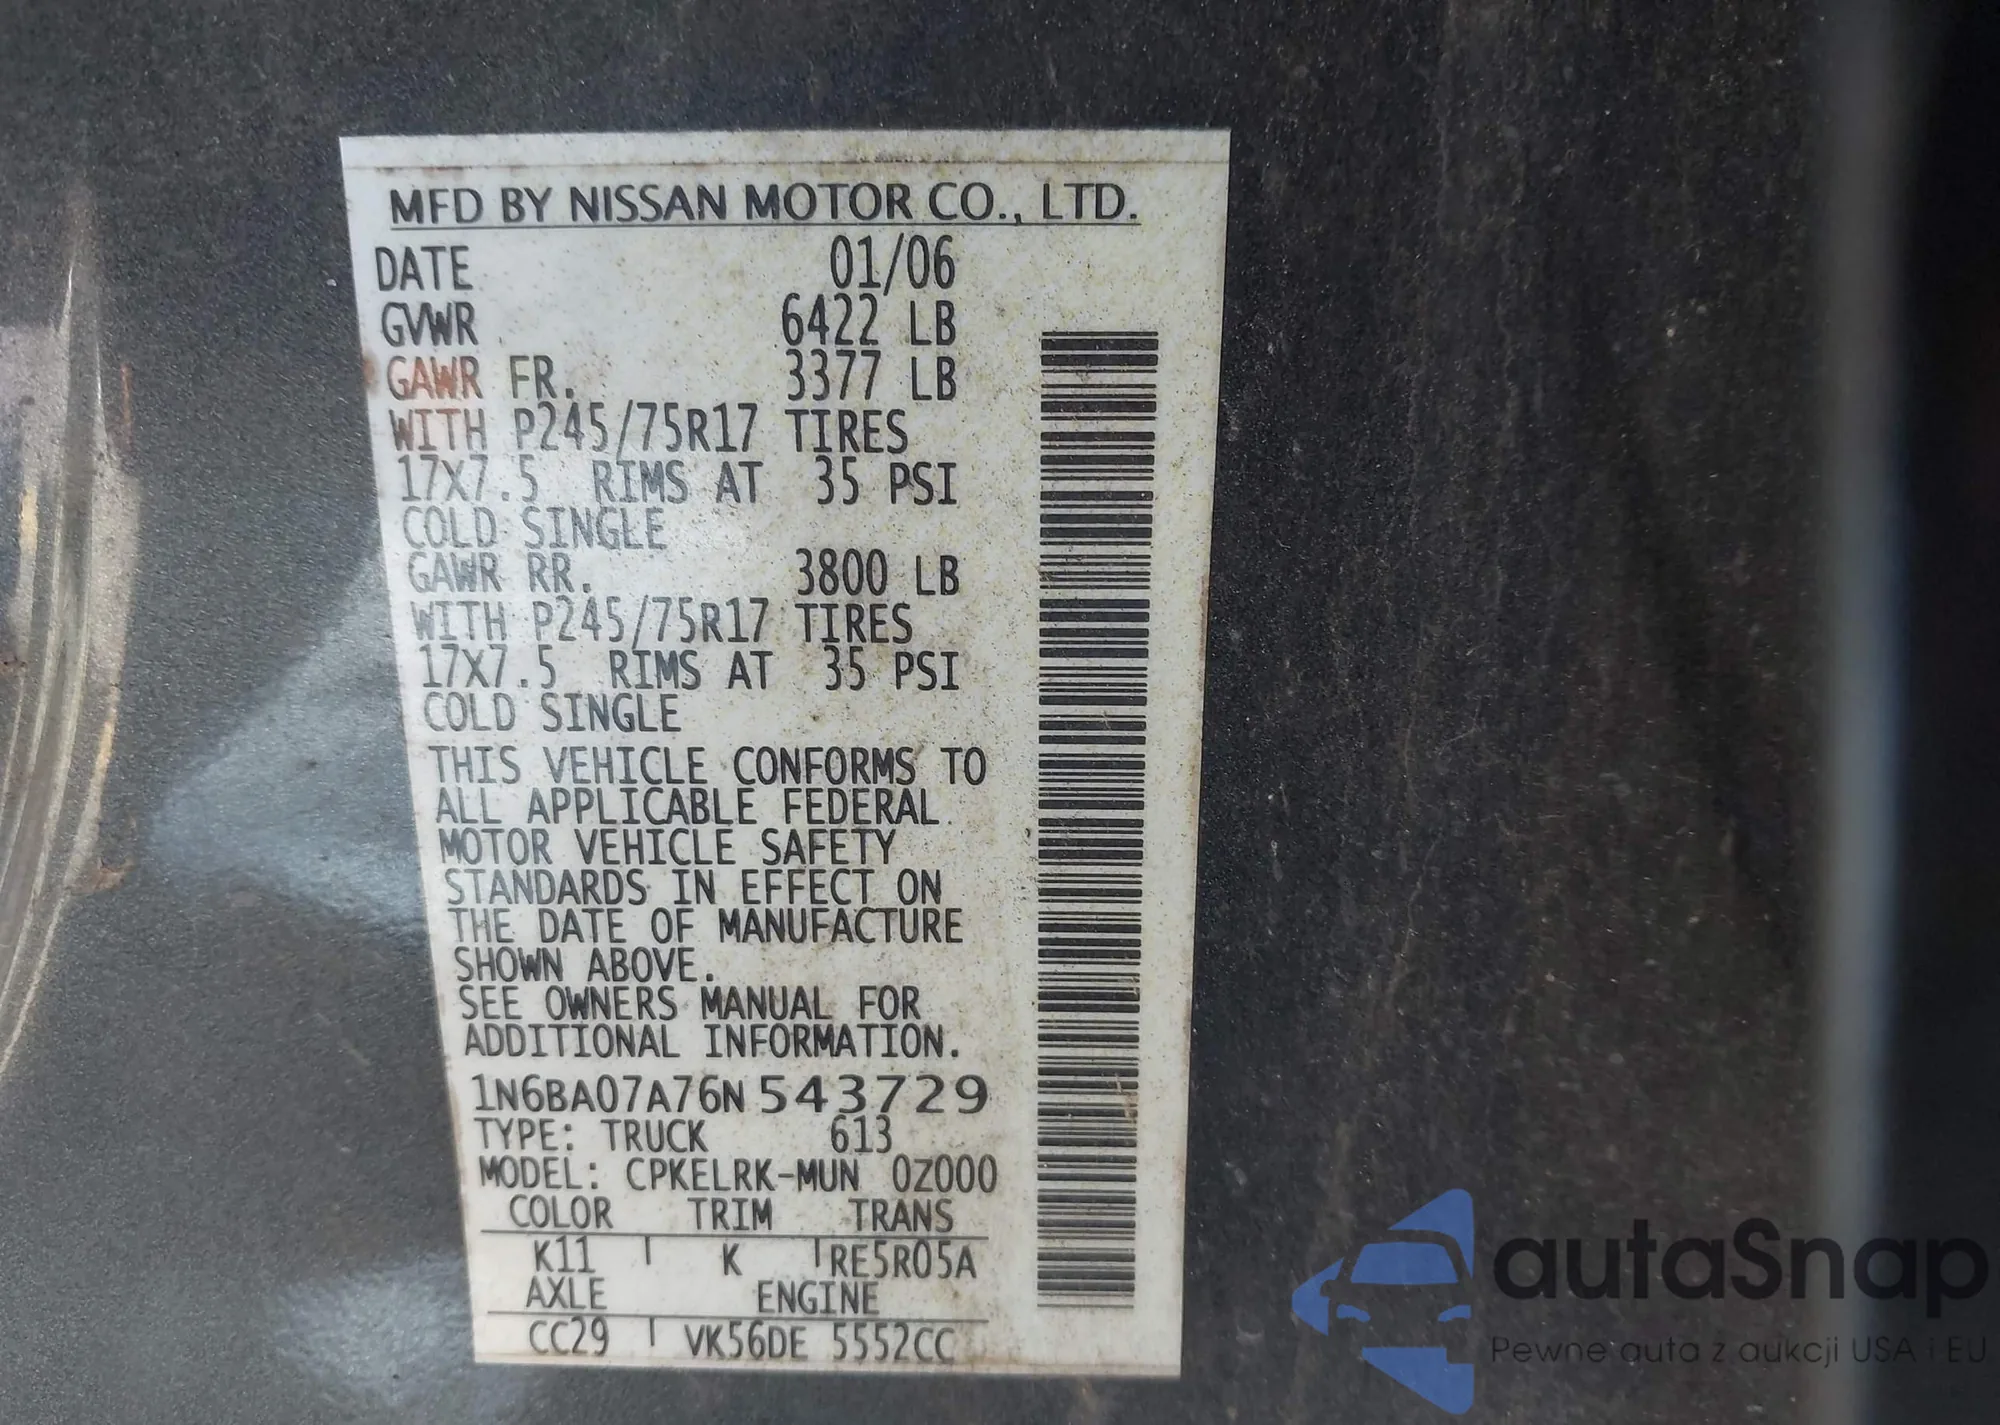 MFD BY NISSAN MOTOR CO., LTD.
DATE 01/06
GVWR 6422 LB
GAWR FR. 3377 LB
WITH P245/75R17 TIRES
17X7.5 RIMS AT 35 PSI
COLD SINGLE
GAWR RR. 3800 LB
WITH P245/75R17 TIRES
17X7.5 RIMS AT 35 PSI
COLD SINGLE
THIS VEHICLE CONFORMS TO
ALL APPLICABLE FEDERAL
MOTOR VEHICLE SAFETY
STANDARDS IN EFFECT ON
THE DATE OF MANUFACTURE
SHOWN ABOVE.
SEE OWNERS MANUAL FOR
ADDITIONAL INFORMATION.
1N6BA07A76N543729
TYPE: TRUCK 613
MODEL: CPKELRK-MUN 0Z000
COLOR TRIM TRANS
K11 K RE5R05A
AXLE ENGINE
CC29 VK56DE 5552CC
autaSnap
Pewne auta z aukcji USA i EU